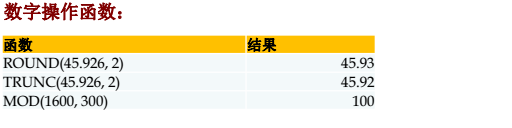 数字操作函数：
函数 结果
ROUND(45.926, 2) 45.93
TRUNC(45.926, 2) 45.92
MOD(1600, 300) 100